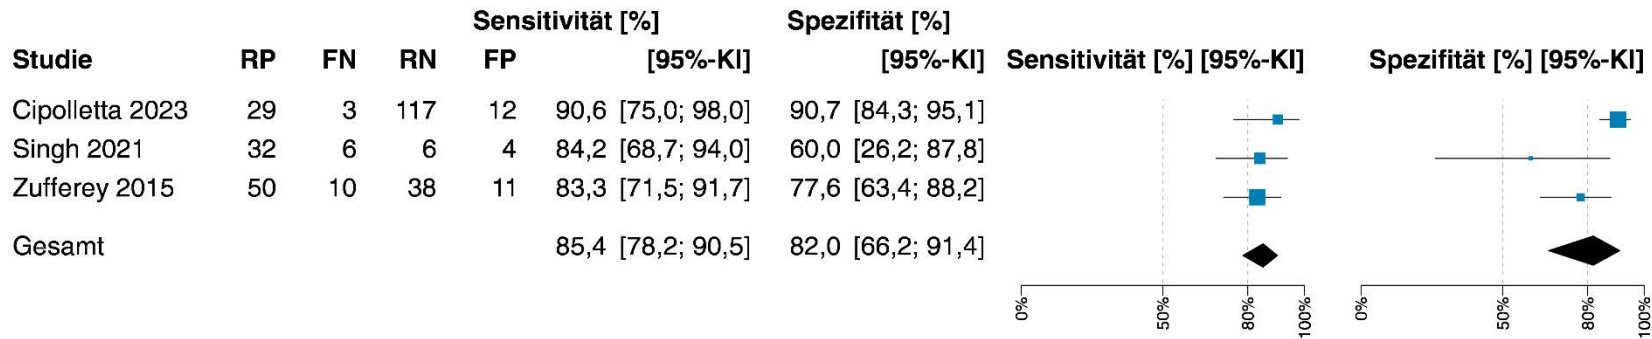 Sensitivität [%] Spezifität [%]
Studie RP FN RN FP [95%-KI] [95%-KI] Sensitivität [%] [95%-KI] Spezifität [%] [95%-KI]
Cipolletta 2023 29 3 117 12 90,6 [75,0; 98,0] 90,7 [84,3; 95,1]
Singh 2021 32 6 6 4 84,2 [68,7; 94,0] 60,0 [26,2; 87,8]
Zufferey 2015 50 10 38 11 83,3 [71,5; 91,7] 77,6 [63,4; 88,2]
Gesamt 85,4 [78,2; 90,5] 82,0 [66,2; 91,4]
0% 50% 80% 100% 0% 50% 80% 100%